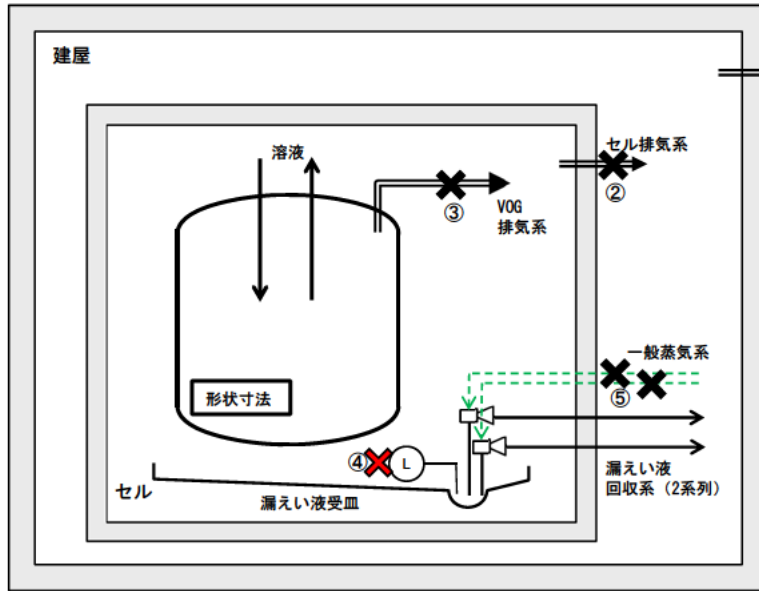 建屋
溶液
セル排気系
②
③
VOG
排気系
一般蒸気系
⑤
形状寸法
④
L
漏えい液
回収系（2系列）
セル
漏えい液受皿